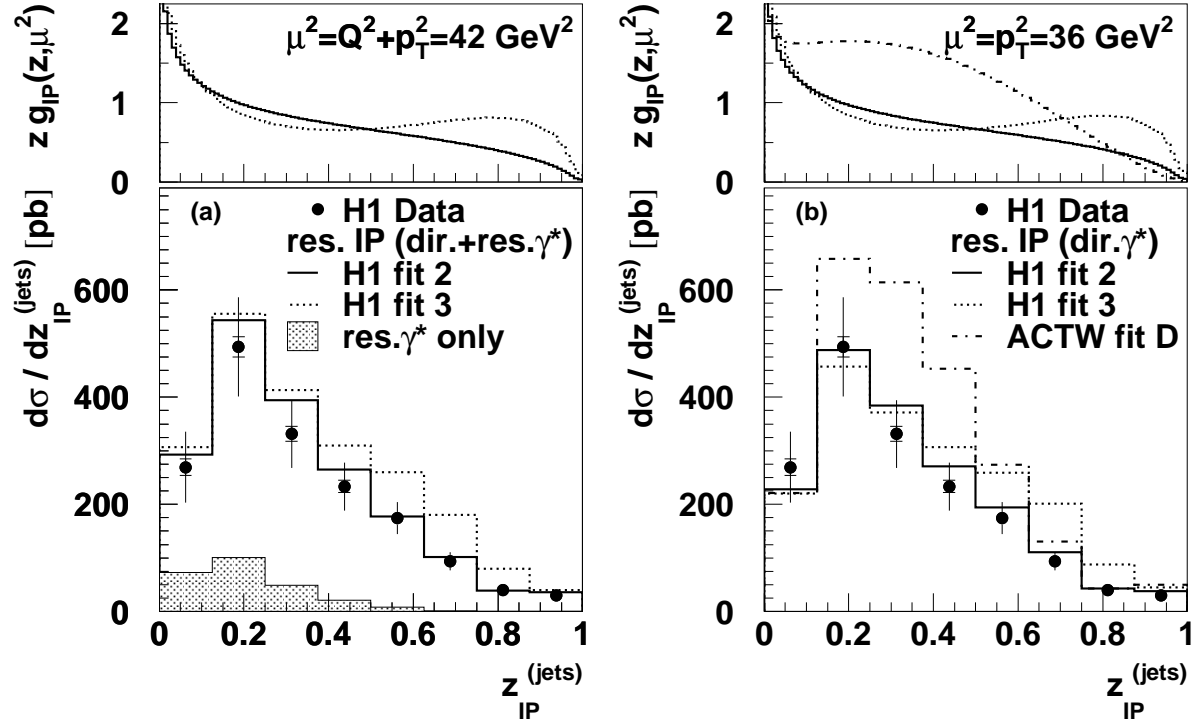 z g_IP(z,μ²)
μ²=Q²+p_T²=42 GeV²
2
1
0
dσ / dz_IP^(jets) [pb]
(a)
H1 Data
res. IP (dir.+res.γ*)
H1 fit 2
H1 fit 3
res.γ* only
600
400
200
0
0 0.2 0.4 0.6 0.8 1
z_IP^(jets)
z g_IP(z,μ²)
μ²=p_T²=36 GeV²
2
1
0
dσ / dz_IP^(jets) [pb]
(b)
H1 Data
res. IP (dir.γ*)
H1 fit 2
H1 fit 3
ACTW fit D
600
400
200
0
0 0.2 0.4 0.6 0.8 1
z_IP^(jets)